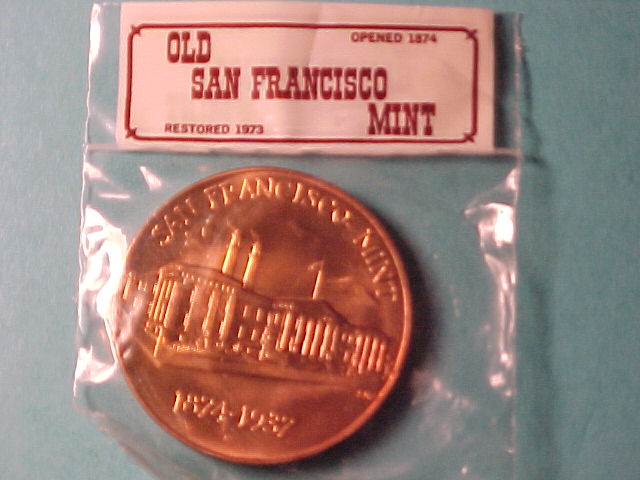 OLD
OPENED 1874
SAN FRANCISCO
RESTORED 1973
MINT
SAN FRANCISCO MINT
1874-1937